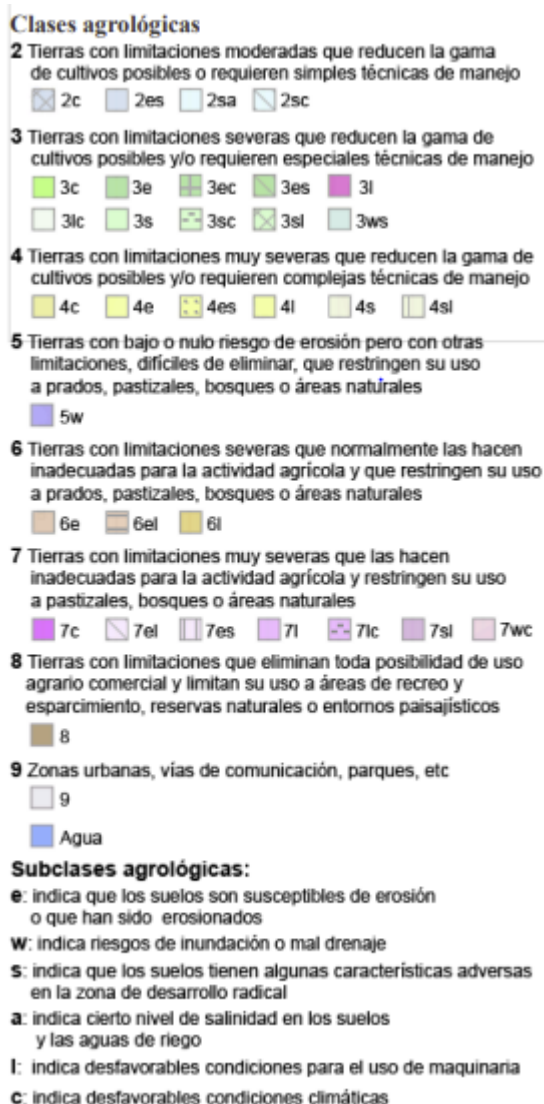 Clases agrológicas
2 Tierras con limitaciones moderadas que reducen la gama
de cultivos posibles o requieren simples técnicas de manejo
2c 2es 2sa 2sc
3 Tierras con limitaciones severas que reducen la gama de
cultivos posibles y/o requieren especiales técnicas de manejo
3c 3e 3ec 3es 3l
3lc 3s 3sc 3sl 3ws
4 Tierras con limitaciones muy severas que reducen la gama de
cultivos posibles y/o requieren complejas técnicas de manejo
4c 4e 4es 4l 4s 4sl
5 Tierras con bajo o nulo riesgo de erosión pero con otras
limitaciones, difíciles de eliminar, que restringen su uso
a prados, pastizales, bosques o áreas naturales
5w
6 Tierras con limitaciones severas que normalmente las hacen
inadecuadas para la actividad agrícola y que restringen su uso
a prados, pastizales, bosques o áreas naturales
6e 6el 6l
7 Tierras con limitaciones muy severas que las hacen
inadecuadas para la actividad agrícola y restringen su uso
a pastizales, bosques o áreas naturales
7c 7el 7es 7l 7lc 7sl 7wc
8 Tierras con limitaciones que eliminan toda posibilidad de uso
agrario comercial y limitan su uso a áreas de recreo y
esparcimiento, reservas naturales o entornos paisajísticos
8
9 Zonas urbanas, vías de comunicación, parques, etc
9
Agua
Subclases agrológicas:
e: indica que los suelos son susceptibles de erosión
o que han sido erosionados
w: indica riesgos de inundación o mal drenaje
s: indica que los suelos tienen algunas características adversas
en la zona de desarrollo radical
a: indica cierto nivel de salinidad en los suelos
y las aguas de riego
l: indica desfavorables condiciones para el uso de maquinaria
c: indica desfavorables condiciones climáticas